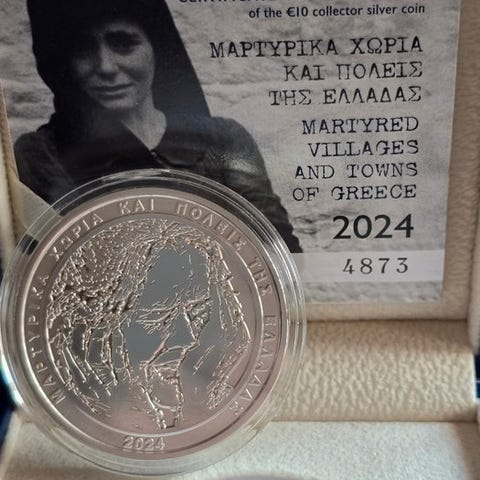 of the €10 collector silver coin
ΜΑΡΤΥΡΙΚΑ ΧΩΡΙΑ
ΚΑΙ ΠΟΛΕΙΣ
ΤΗΣ ΕΛΛΑΔΑΣ
MARTYRED
VILLAGES
AND TOWNS
OF GREECE
2024
4873
ΜΑΡΤΥΡΙΚΑ ΧΩΡΙΑ ΚΑΙ ΠΟΛΕΙΣ ΤΗΣ ΕΛΛΑΔΑΣ
2024